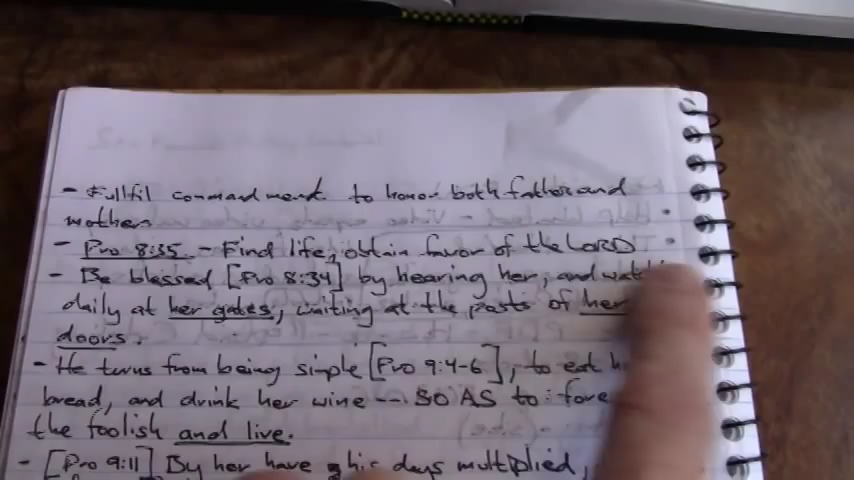 - Fullfil commandment to honor both father and
mother.
- Pro 8:35 - Find life, obtain favor of the LORD
- Be blessed [Pro 8:34] by hearing her, and
daily at her gates, waiting at the posts of her
doors.
- He turns from being simple [Pro 9:4-6], to eat
bread, and drink her wine -- SO AS to
the foolish and live.
- [Pro 9:11] By her have his days multiplied,